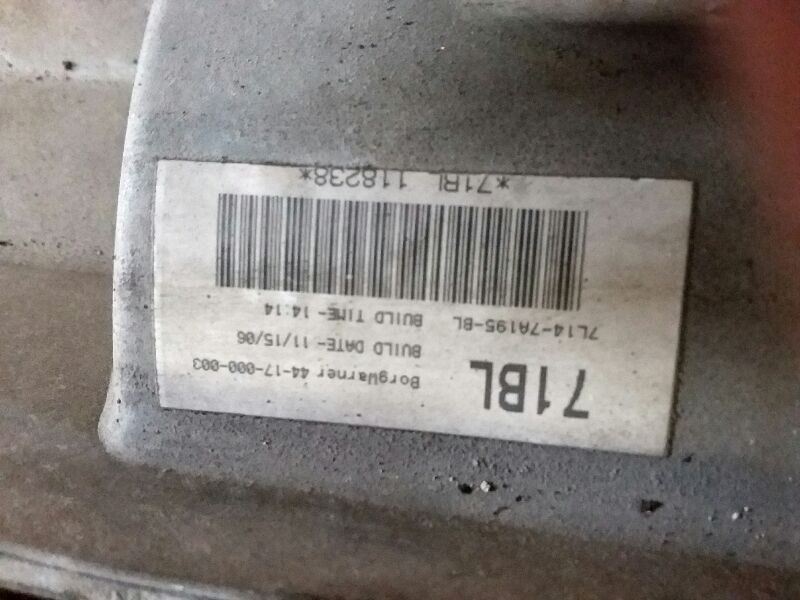 71BL
BorgWarner 44-17-000-003
BUILD DATE- 11/15/06
7L14-7A195-BL BUILD TIME- 14:14
*71BL 118238*